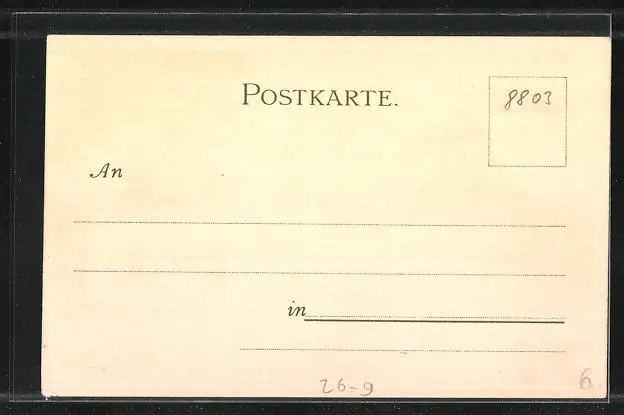 POSTKARTE.
8803
An
in
26-9
6